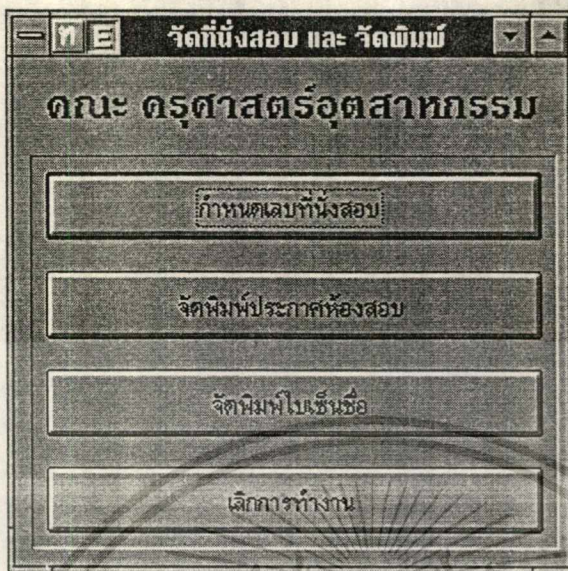 ท E จัดที่นั่งสอบ และ จัดพิมพ์
คณะ ครุศาสตร์อุตสาหกรรม
กำหนดเลขที่นั่งสอบ
จัดพิมพ์ประกาศห้องสอบ
จัดพิมพ์ใบเซ็นชื่อ
เลิกการทำงาน